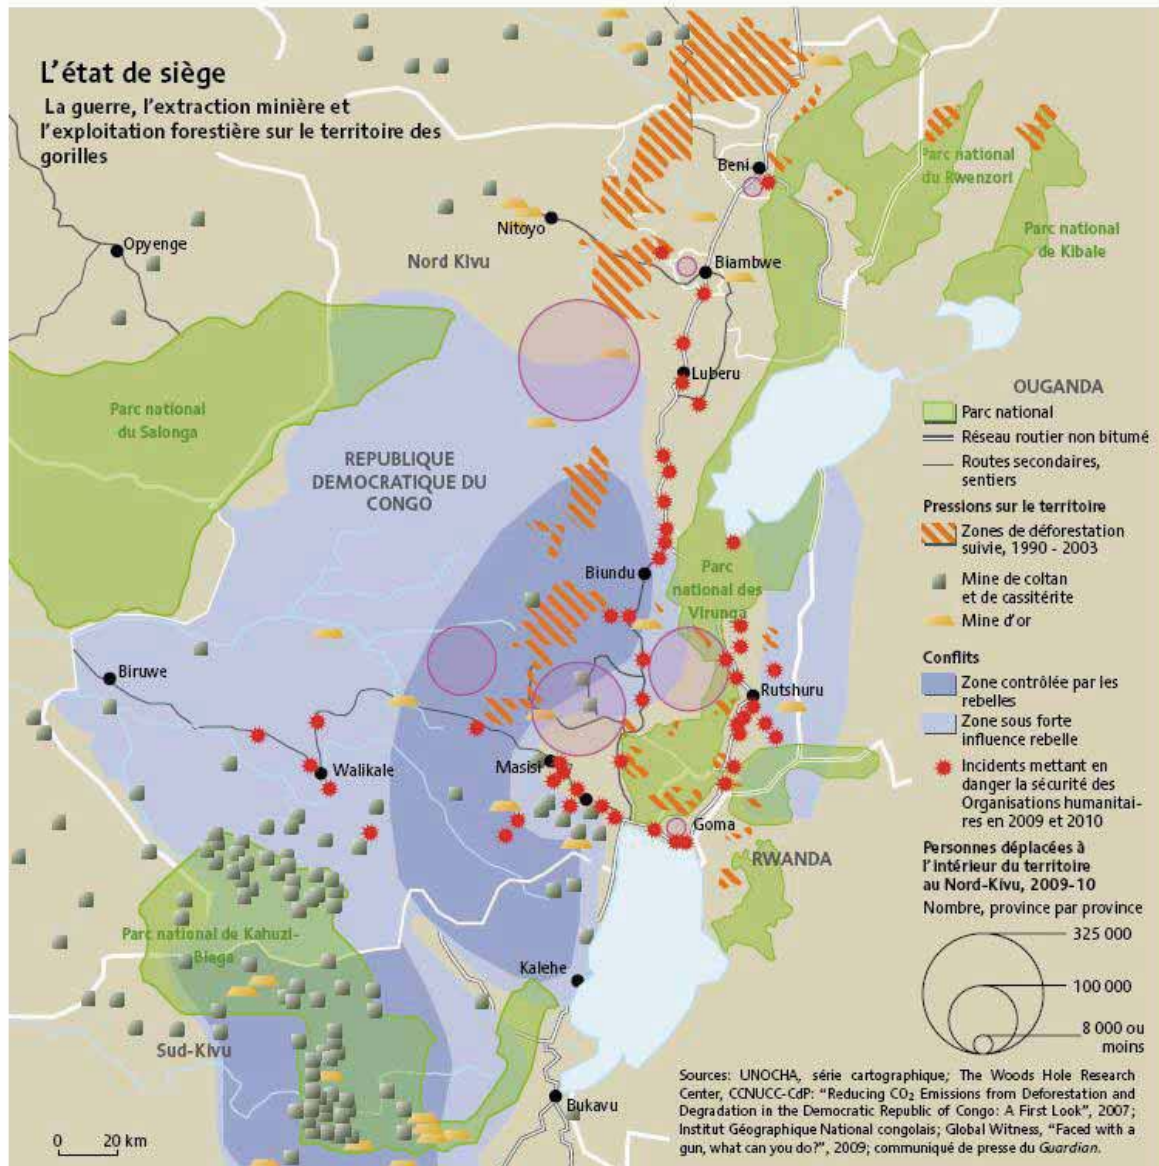 L'état de siège
La guerre, l'extraction minière et
l'exploitation forestière sur le territoire des
gorilles
Beni
Parc national
du Rwenzori
Nitoyo
Opyenge
Nord Kivu
Biambwe
Parc national
de Kibale
Luberu
Parc national
du Salonga
REPUBLIQUE
DEMOCRATIQUE DU
CONGO
Biundu
Parc
national des
Virunga
Biruwe
Rutshuru
Walikale
Masisi
Goma
RWANDA
Parc national de Kahuzi-
Biega
Kalehe
Sud-Kivu
Bukavu
0 20 km
OUGANDA
Parc national
Réseau routier non bitumé
Routes secondaires,
sentiers
Pressions sur le territoire
Zones de déforestation
suivie, 1990 - 2003
Mine de coltan
et de cassitérite
Mine d'or
Conflits
Zone contrôlée par les
rebelles
Zone sous forte
influence rebelle
Incidents mettant en
danger la sécurité des
Organisations humanitai-
res en 2009 et 2010
Personnes déplacées à
l'intérieur du territoire
au Nord-Kivu, 2009-10
Nombre, province par province
325 000
100 000
8 000 ou
moins
Sources: UNOCHA, série cartographique; The Woods Hole Research
Center, CCNUCC-CdP: "Reducing CO₂ Emissions from Deforestation and
Degradation in the Democratic Republic of Congo: A First Look", 2007;
Institut Géographique National congolais; Global Witness, "Faced with a
gun, what can you do?", 2009; communiqué de presse du Guardian.